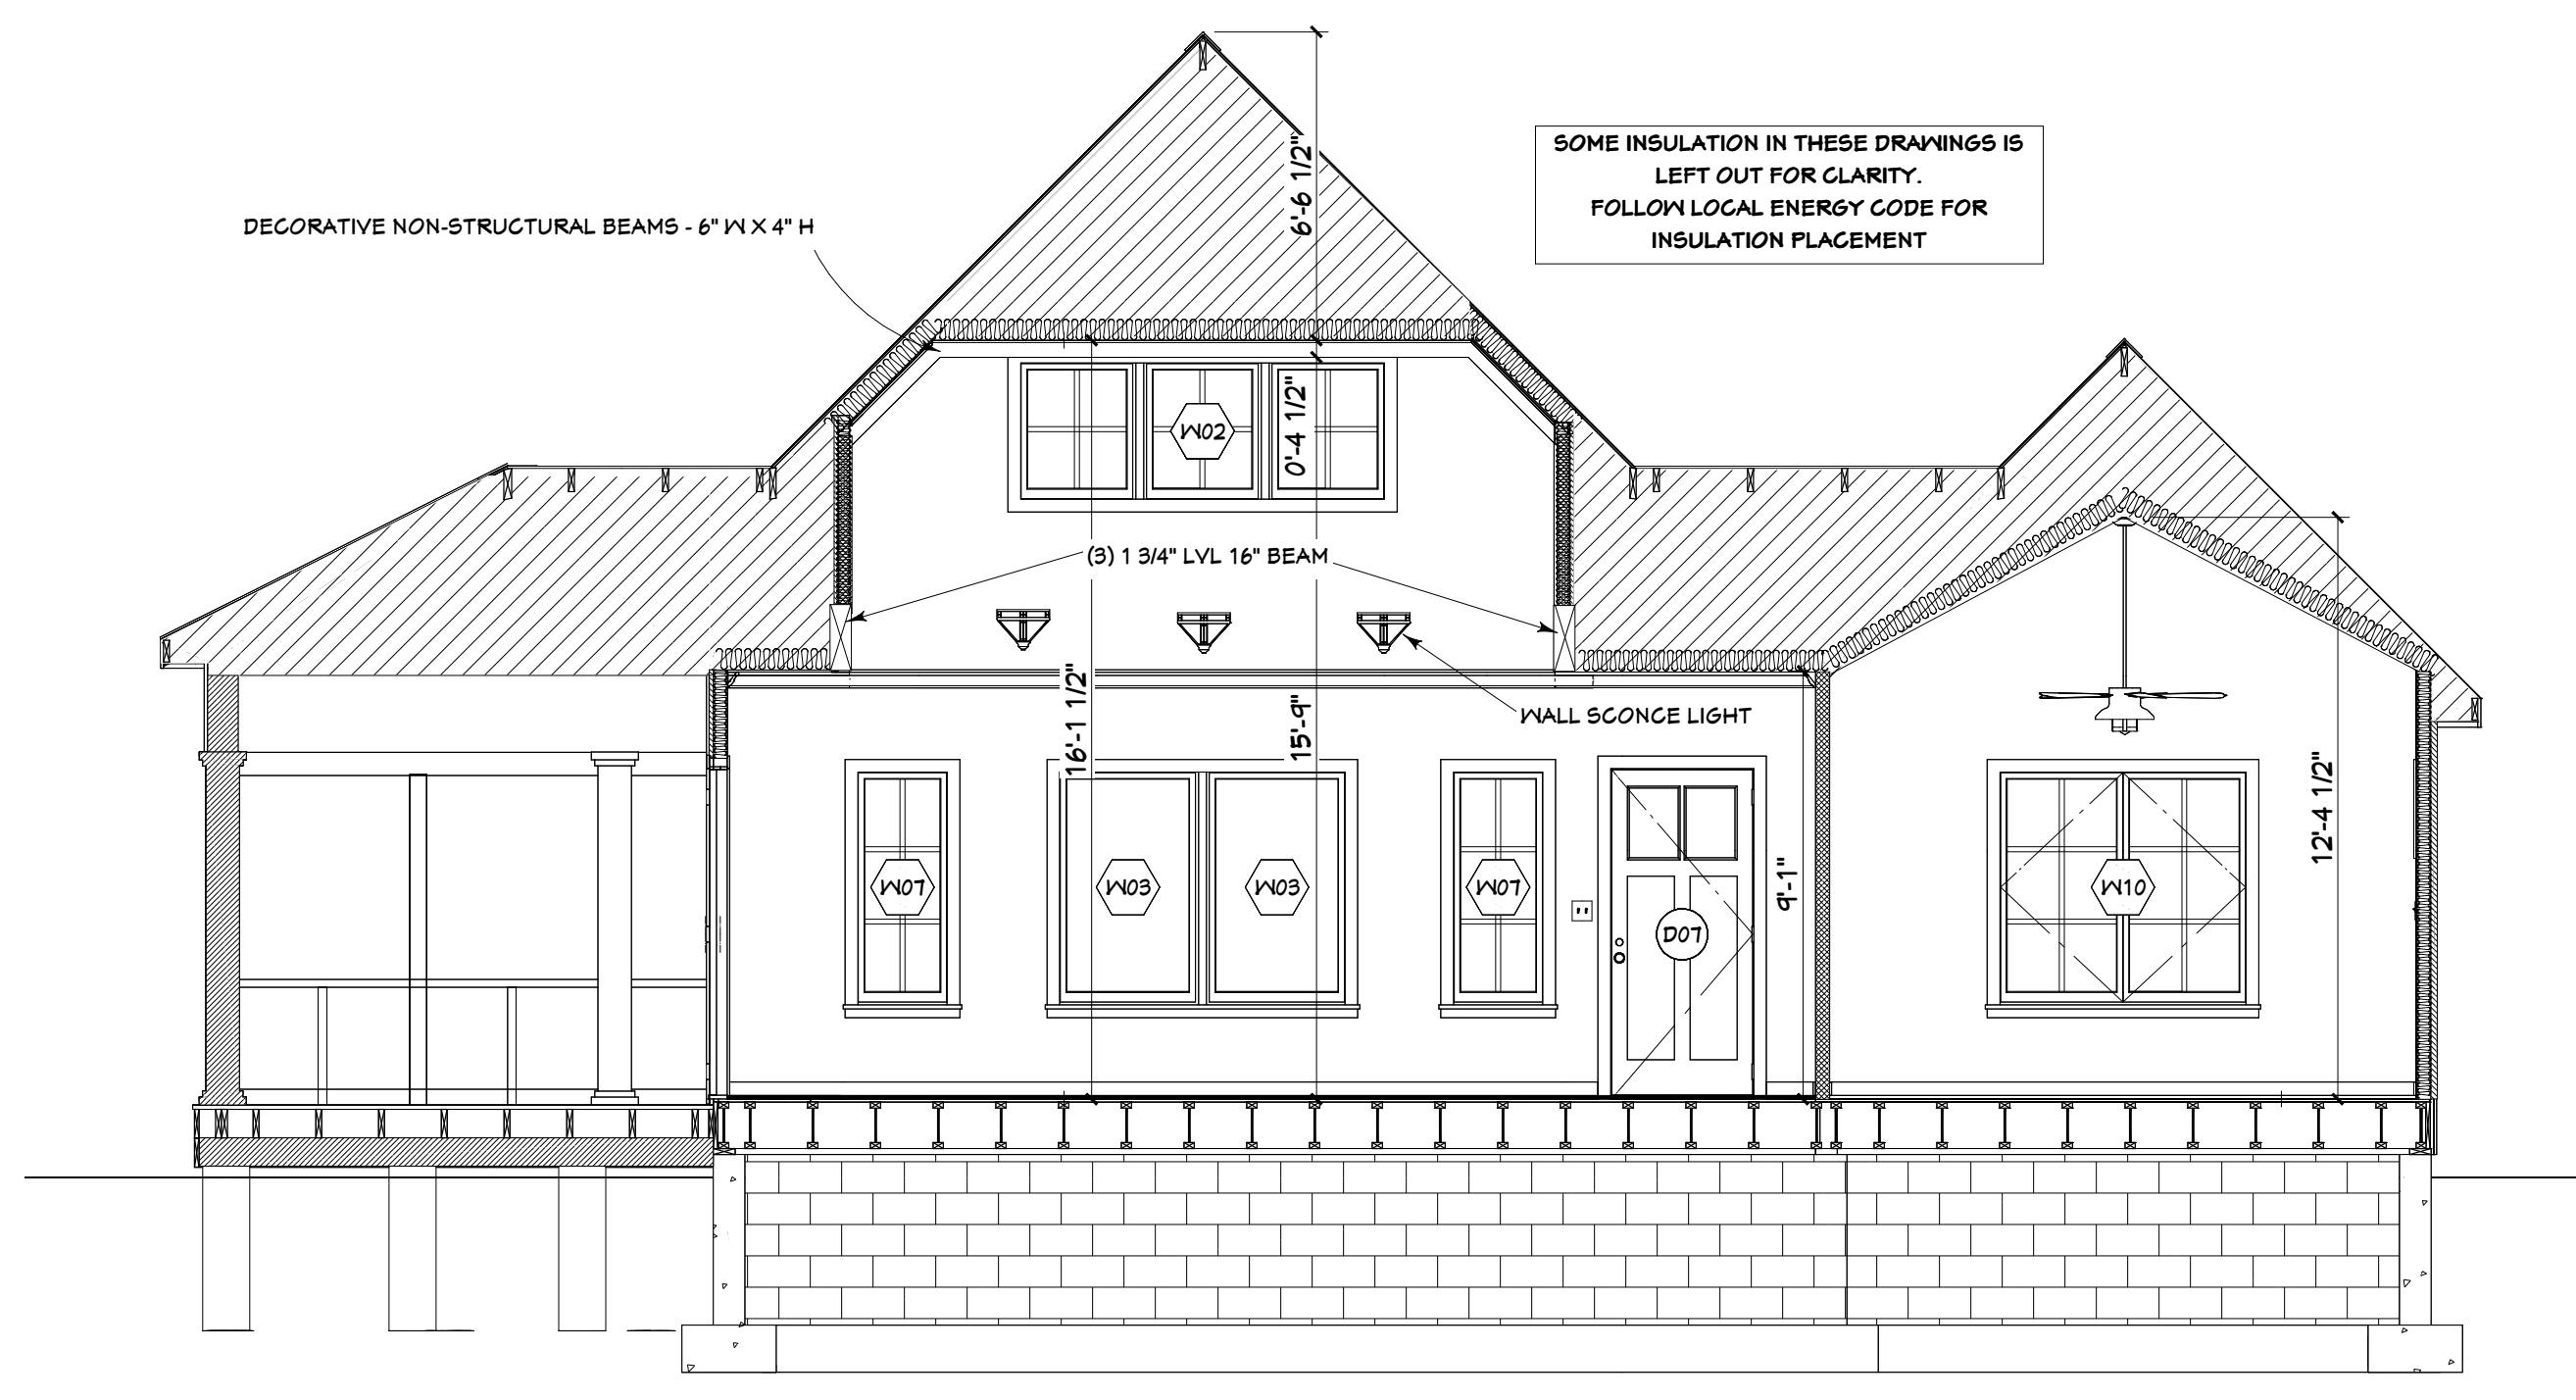 6'-6 1/2"
SOME INSULATION IN THESE DRAWINGS IS
LEFT OUT FOR CLARITY.
FOLLOW LOCAL ENERGY CODE FOR
INSULATION PLACEMENT
DECORATIVE NON-STRUCTURAL BEAMS - 6" W X 4" H
W02
0'-4 1/2"
(3) 1 3/4" LVL 16" BEAM
16'-1 1/2"
15'-9"
WALL SCONCE LIGHT
12'-4 1/2"
9'-1"
W07
W03
W03
W07
W10
D07